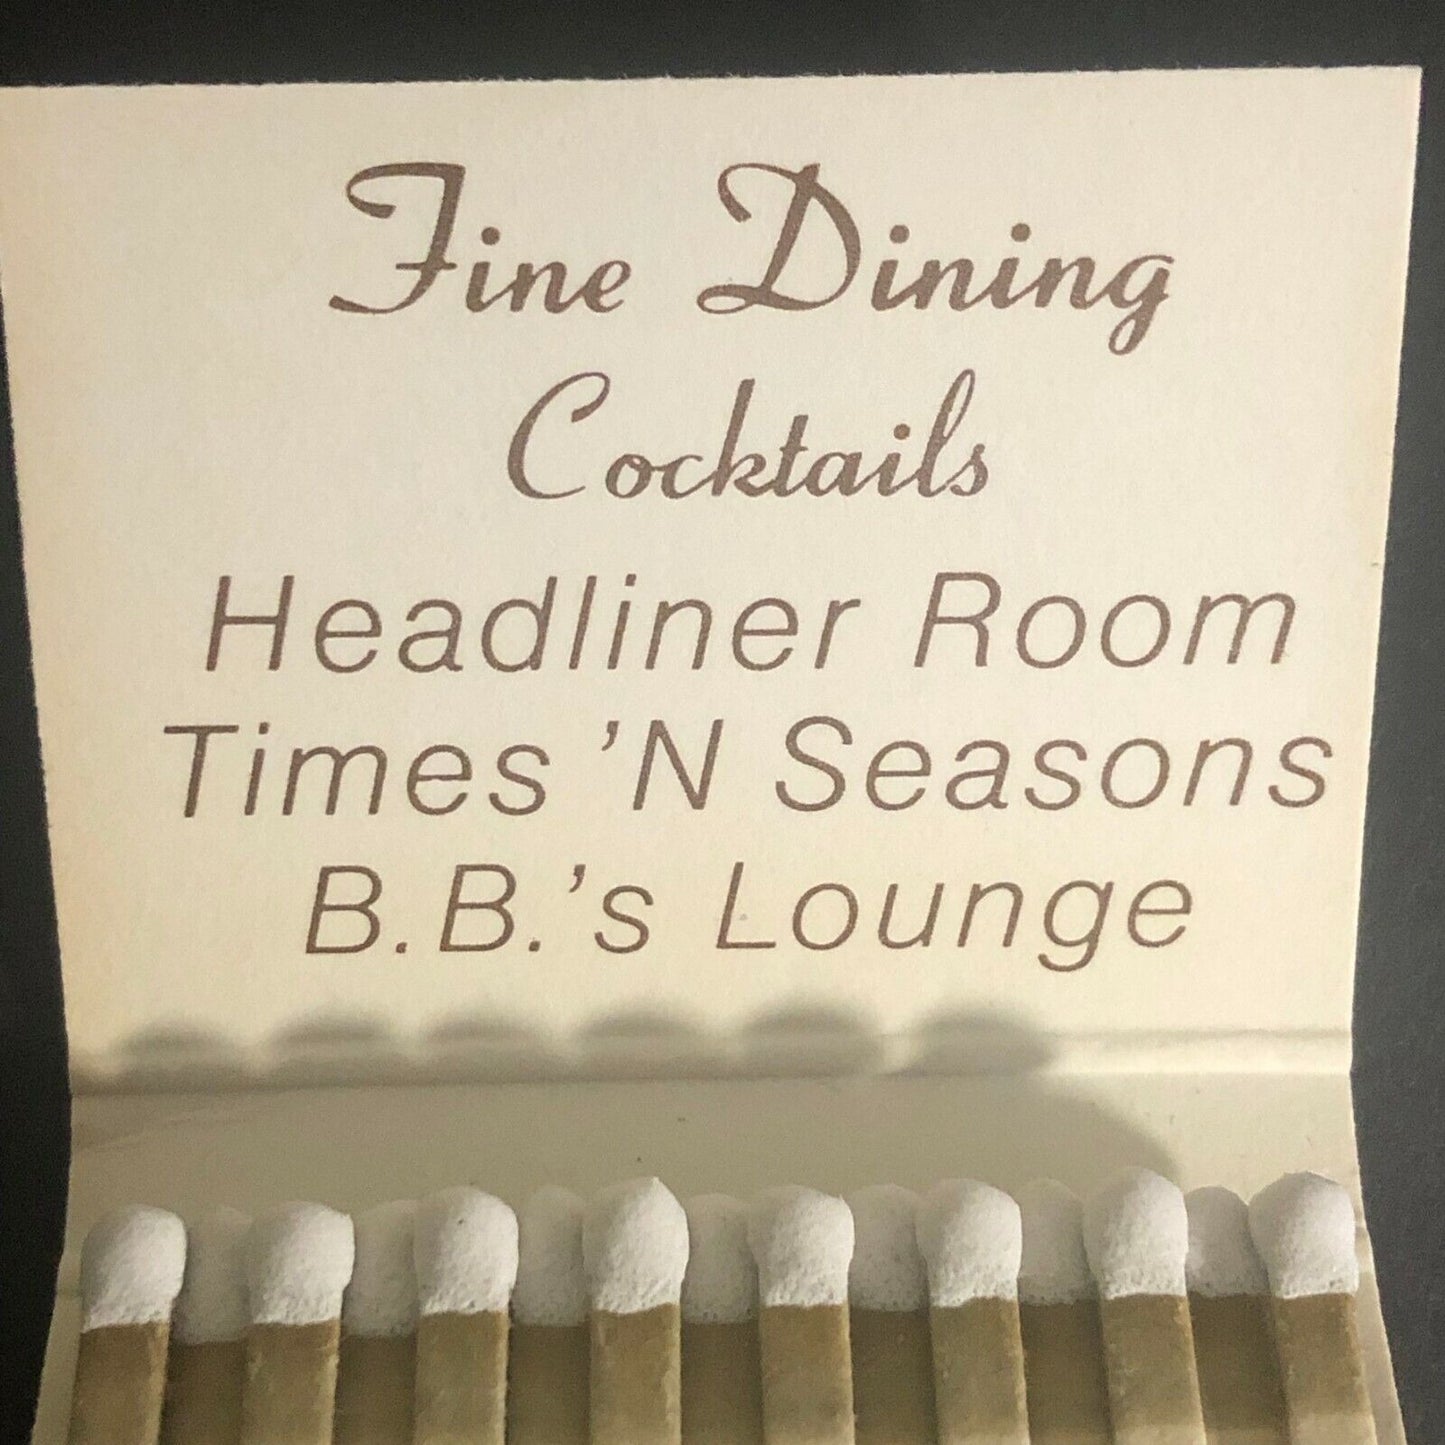 Fine Dining
Cocktails
Headliner Room
Times 'N Seasons
B.B.'s Lounge